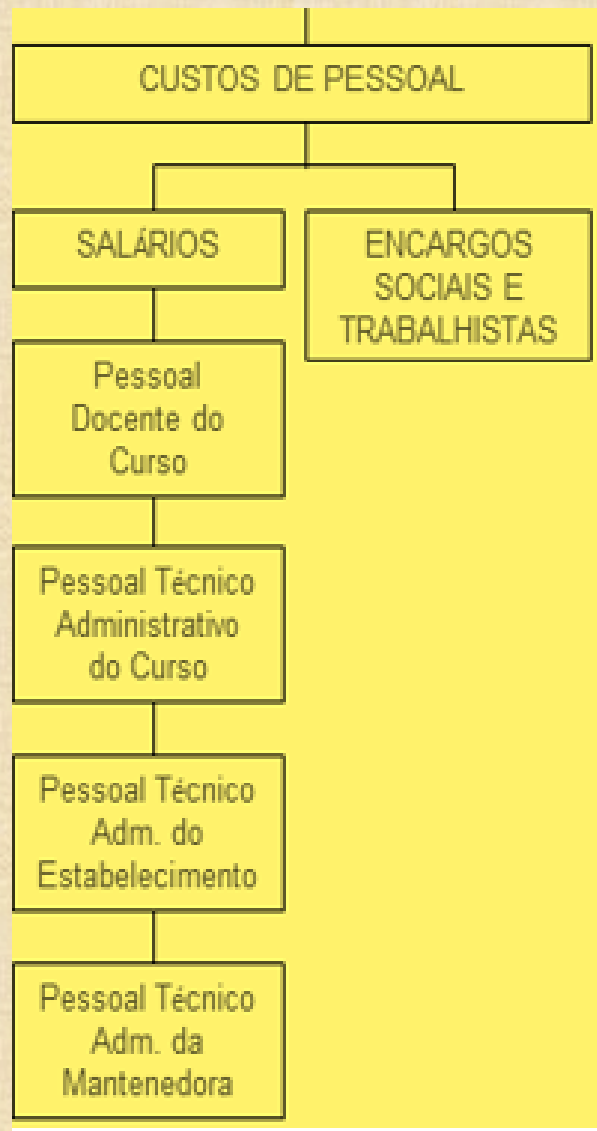 CUSTOS DE PESSOAL
SALÁRIOS
ENCARGOS
SOCIAIS E
TRABALHISTAS
Pessoal
Docente do
Curso
Pessoal Técnico
Administrativo
do Curso
Pessoal Técnico
Adm. do
Estabelecimento
Pessoal Técnico
Adm. da
Mantenedora